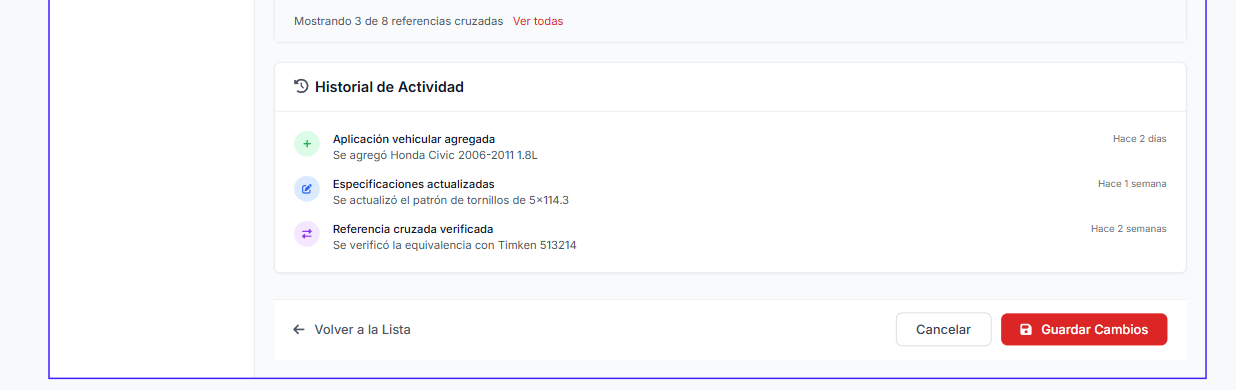 Mostrando 3 de 8 referencias cruzadas Ver todas
Historial de Actividad
Aplicación vehicular agregada Hace 2 días
Se agregó Honda Civic 2006-2011 1.8L
Especificaciones actualizadas Hace 1 semana
Se actualizó el patrón de tornillos de 5×114.3
Referencia cruzada verificada Hace 2 semanas
Se verificó la equivalencia con Timken 513214
Volver a la Lista Cancelar Guardar Cambios